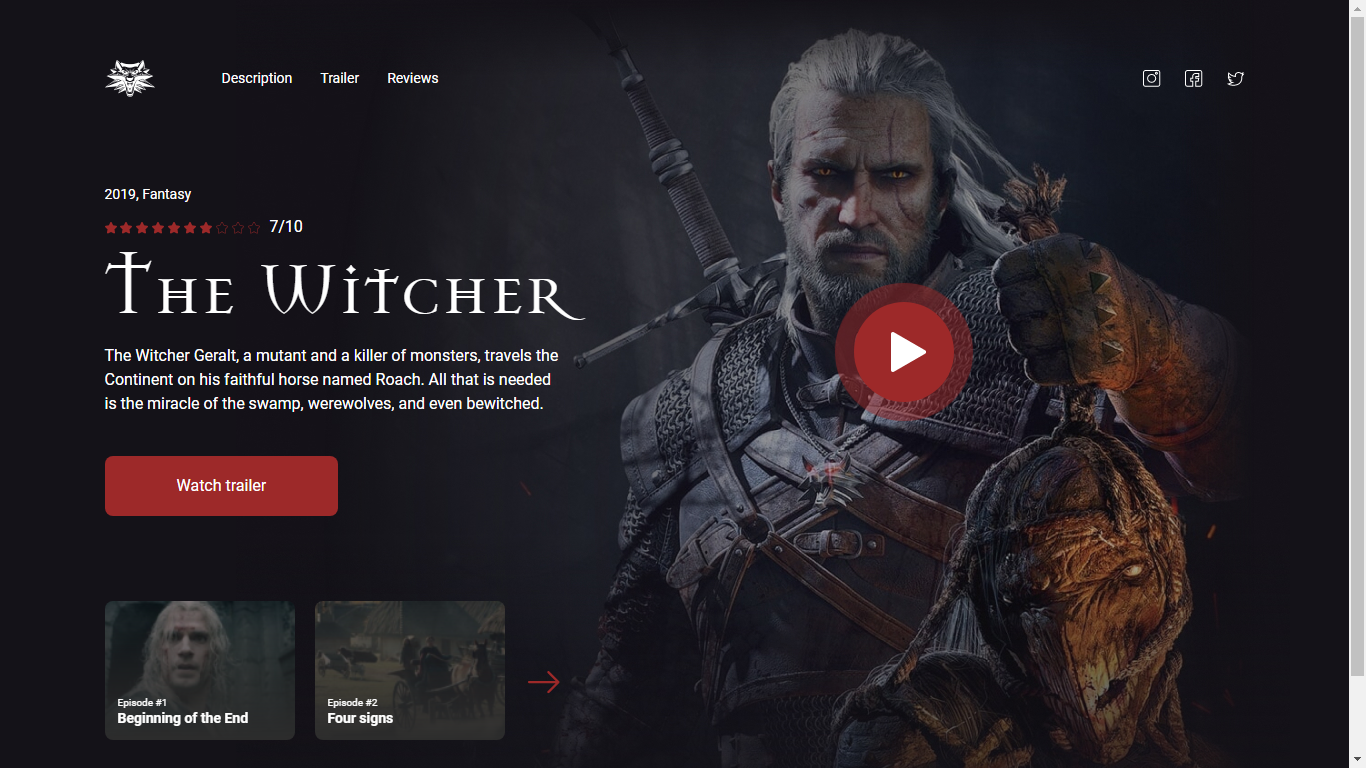 Description Trailer Reviews
2019, Fantasy
7/10
The Witcher
The Witcher Geralt, a mutant and a killer of monsters, travels the
Continent on his faithful horse named Roach. All that is needed
is the miracle of the swamp, werewolves, and even bewitched.
Watch trailer
Episode #1
Beginning of the End
Episode #2
Four signs